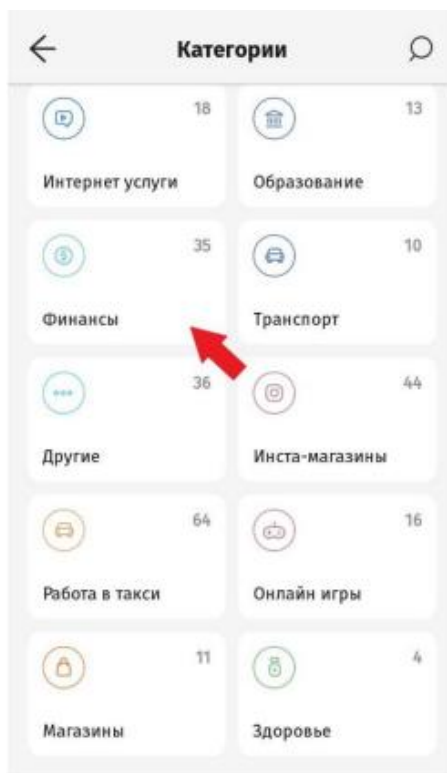 Категории
18
13
Интернет услуги
Образование
35
10
Финансы
Транспорт
36
44
Другие
Инста-магазины
64
16
Работа в такси
Онлайн игры
11
4
Магазины
Здоровье